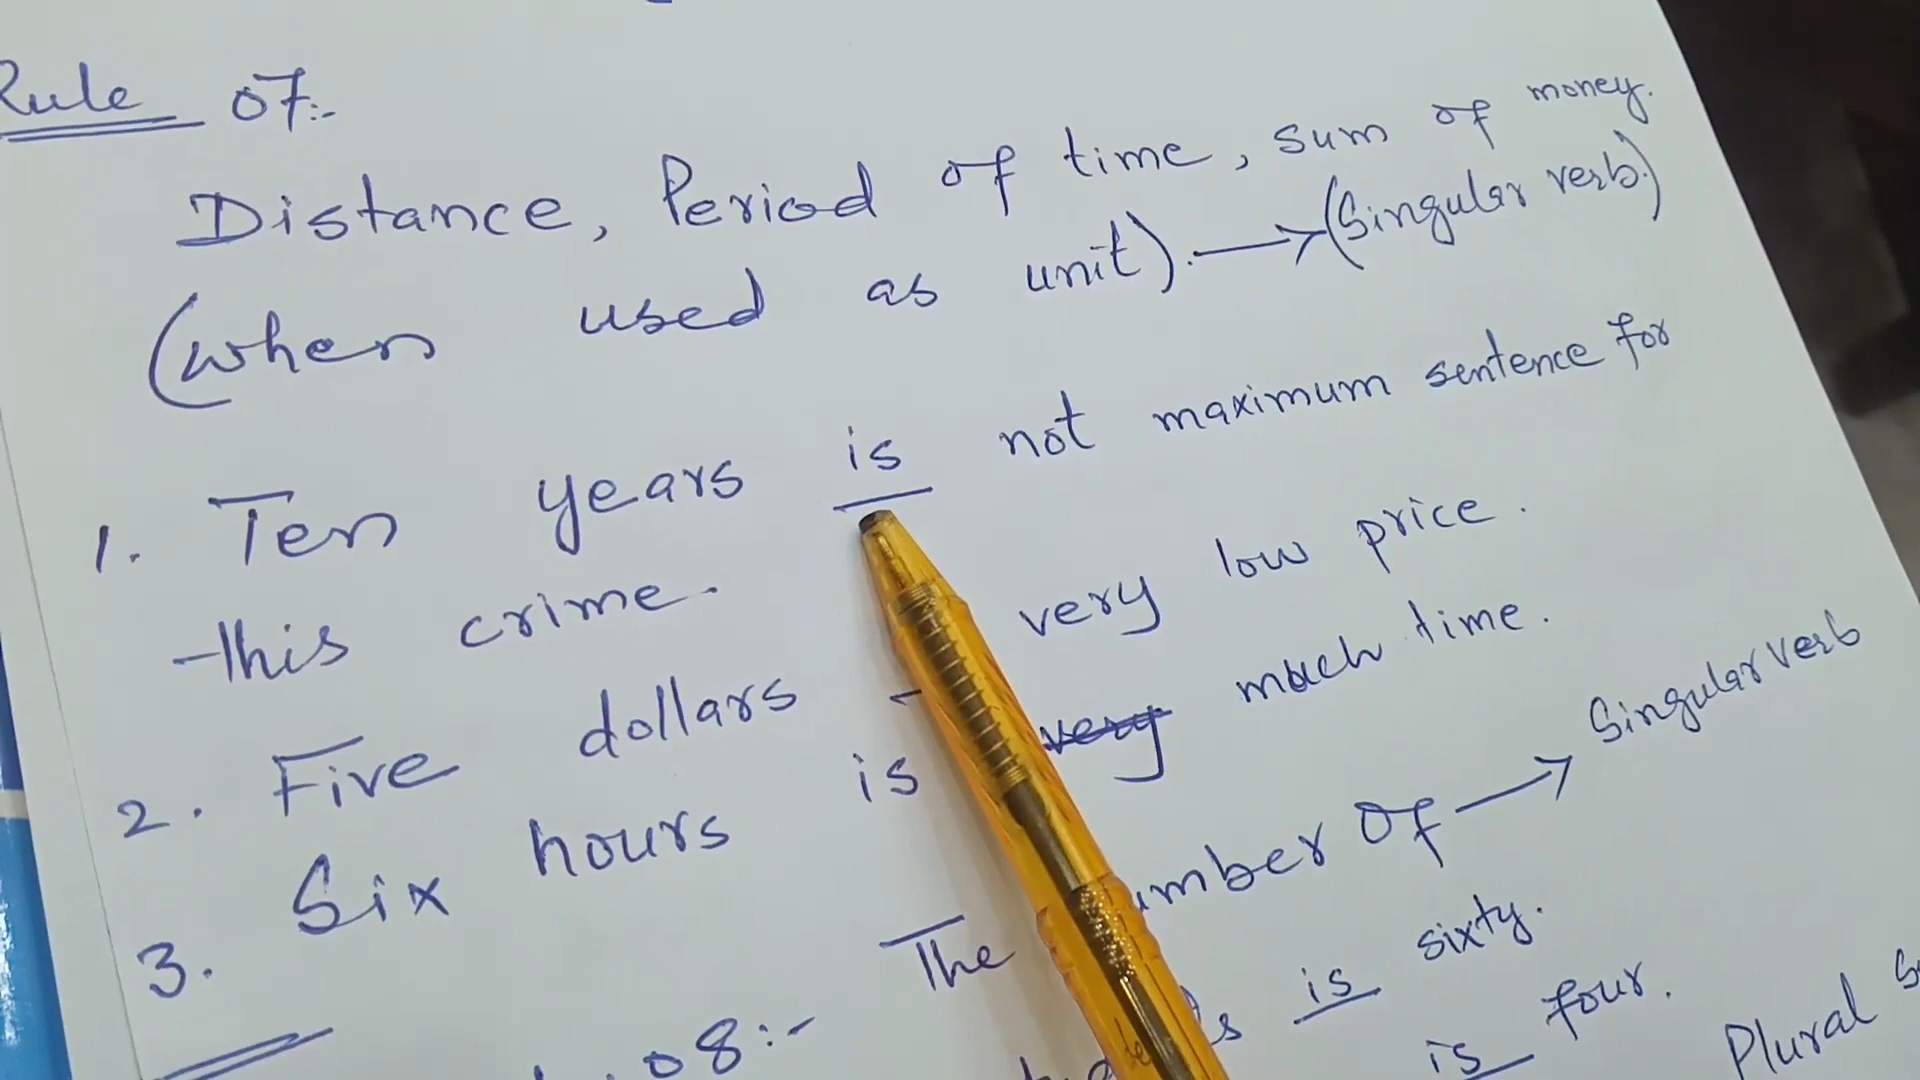 Rule 07:-
Distance, Period of time, sum of money.
(when used as unit). → (Singular verb.)
1. Ten years is not maximum sentence for
this crime.
2. Five dollars very low price.
3. Six hours is very much time.
08:- The umber of → Singular verb
is sixty.
is four.
Plural